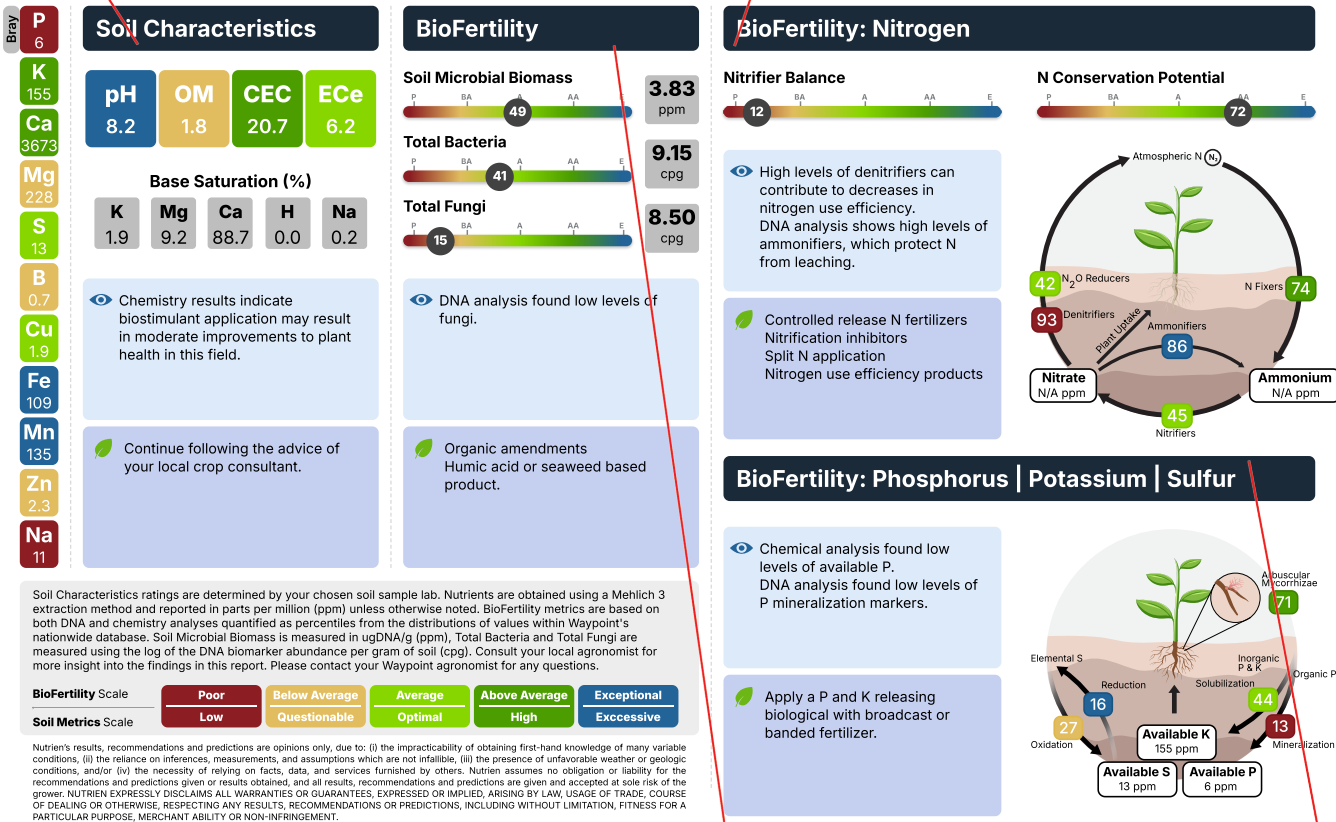 Bray
P
6
K
155
Ca
3673
Mg
228
S
13
B
0.7
Cu
1.9
Fe
109
Mn
135
Zn
2.3
Na
11
Soil Characteristics
pH
8.2
OM
1.8
CEC
20.7
ECe
6.2
Base Saturation (%)
K
1.9
Mg
9.2
Ca
88.7
H
0.0
Na
0.2
Chemistry results indicate
biostimulant application may result
in moderate improvements to plant
health in this field.
Continue following the advice of
your local crop consultant.
BioFertility
Soil Microbial Biomass
P BA A AA E
49
3.83
ppm
Total Bacteria
P BA A AA E
41
9.15
cpg
Total Fungi
P BA A AA E
15
8.50
cpg
DNA analysis found low levels of
fungi.
Organic amendments
Humic acid or seaweed based
product.
Soil Characteristics ratings are determined by your chosen soil sample lab. Nutrients are obtained using a Mehlich 3
extraction method and reported in parts per million (ppm) unless otherwise noted. BioFertility metrics are based on
both DNA and chemistry analyses quantified as percentiles from the distributions of values within Waypoint's
nationwide database. Soil Microbial Biomass is measured in ugDNA/g (ppm), Total Bacteria and Total Fungi are
measured using the log of the DNA biomarker abundance per gram of soil (cpg). Consult your local agronomist for
more insight into the findings in this report. Please contact your Waypoint agronomist for any questions.
BioFertility Scale
Soil Metrics Scale
Poor
Low
Below Average
Questionable
Average
Optimal
Above Average
High
Exceptional
Exccessive
Nutrien's results, recommendations and predictions are opinions only, due to: (i) the impracticability of obtaining first-hand knowledge of many variable
conditions, (ii) the reliance on inferences, measurements, and assumptions which are not infallible, (iii) the presence of unfavorable weather or geologic
conditions, and/or (iv) the necessity of relying on facts, data, and services furnished by others. Nutrien assumes no obligation or liability for the
recommendations and predictions given or results obtained, and all results, recommendations and predictions are given and accepted at sole risk of the
grower. NUTRIEN EXPRESSLY DISCLAIMS ALL WARRANTIES OR GUARANTEES, EXPRESSED OR IMPLIED, ARISING BY LAW, USAGE OF TRADE, COURSE
OF DEALING OR OTHERWISE, RESPECTING ANY RESULTS, RECOMMENDATIONS OR PREDICTIONS, INCLUDING WITHOUT LIMITATION, FITNESS FOR A
PARTICULAR PURPOSE, MERCHANT ABILITY OR NON-INFRINGEMENT.
BioFertility: Nitrogen
Nitrifier Balance
P BA A AA E
12
N Conservation Potential
P BA A AA E
72
High levels of denitrifiers can
contribute to decreases in
nitrogen use efficiency.
DNA analysis shows high levels of
ammonifiers, which protect N
from leaching.
Controlled release N fertilizers
Nitrification inhibitors
Split N application
Nitrogen use efficiency products
Atmospheric N N₂
42 N₂O Reducers
N Fixers 74
93 Denitrifiers
Plant Uptake
Ammonifiers
86
Nitrate
N/A ppm
Ammonium
N/A ppm
45
Nitrifiers
BioFertility: Phosphorus | Potassium | Sulfur
Chemical analysis found low
levels of available P.
DNA analysis found low levels of
P mineralization markers.
Apply a P and K releasing
biological with broadcast or
banded fertilizer.
Arbuscular
Mycorrhizae
71
Elemental S
Inorganic
P & K
Organic P
Reduction
Solubilization
16
44
27
13
Oxidation
Mineralization
Available K
155 ppm
Available S
13 ppm
Available P
6 ppm